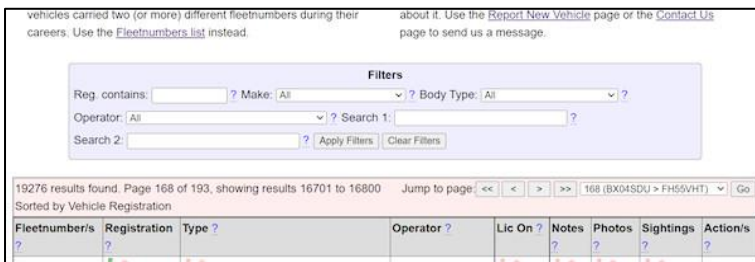 vehicles carried two (or more) different fleetnumbers during their
careers. Use the Fleetnumbers list instead.
about it. Use the Report New Vehicle page or the Contact Us
page to send us a message.
Filters
Reg. contains: ? Make: All ? Body Type: All ?
Operator: All ? Search 1: ?
Search 2: ? Apply Filters Clear Filters
19276 results found. Page 168 of 193, showing results 16701 to 16800 Jump to page: << < > >> 168 (BX04SDU > FH55VHT) Go
Sorted by Vehicle Registration
Fleetnumber/s ? Registration ? Type ? Operator ? Lic On ? Notes ? Photos ? Sightings ? Action/s ?